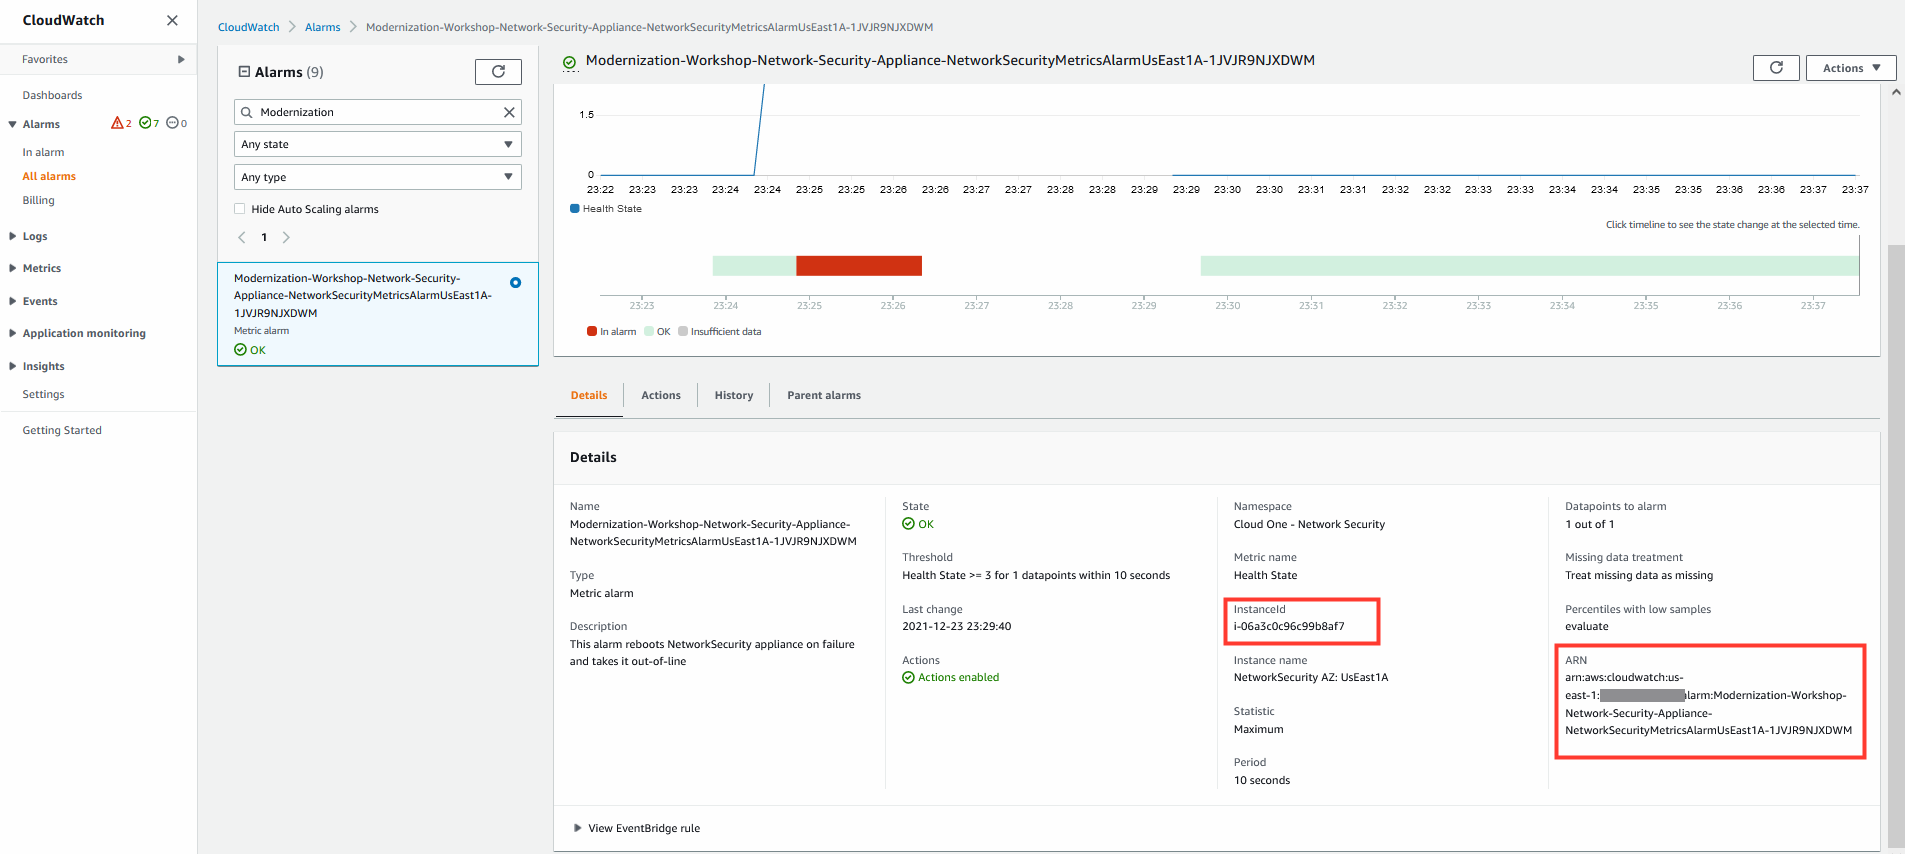 CloudWatch
Favorites
Dashboards
Alarms 2 7 0
In alarm
All alarms
Billing
Logs
Metrics
Events
Application monitoring
Insights
Settings
Getting Started
CloudWatch Alarms Modernization-Workshop-Network-Security-Appliance-NetworkSecurityMetricsAlarmUsEast1A-1JVJR9NJXDWM
Alarms (9)
Modernization
Any state
Any type
Hide Auto Scaling alarms
1
Modernization-Workshop-Network-Security-
Appliance-NetworkSecurityMetricsAlarmUsEast1A-
1JVJR9NJXDWM
Metric alarm
OK
Modernization-Workshop-Network-Security-Appliance-NetworkSecurityMetricsAlarmUsEast1A-1JVJR9NJXDWM
Actions
1.5
0
23:22 23:23 23:23 23:24 23:24 23:25 23:25 23:26 23:26 23:27 23:27 23:28 23:28 23:29 23:29 23:30 23:30 23:31 23:31 23:32 23:32 23:33 23:33 23:34 23:34 23:35 23:35 23:36 23:36 23:37 23:37
Health State
Click timeline to see the state change at the selected time.
23:23 23:24 23:25 23:26 23:27 23:28 23:29 23:30 23:31 23:32 23:33 23:34 23:35 23:36 23:37
In alarm OK Insufficient data
Details Actions History Parent alarms
Details
Name
Modernization-Workshop-Network-Security-Appliance-
NetworkSecurityMetricsAlarmUsEast1A-1JVJR9NJXDWM
Type
Metric alarm
Description
This alarm reboots NetworkSecurity appliance on failure
and takes it out-of-line
State
OK
Threshold
Health State >= 3 for 1 datapoints within 10 seconds
Last change
2021-12-23 23:29:40
Actions
Actions enabled
Namespace
Cloud One - Network Security
Metric name
Health State
InstanceId
i-06a3c0c96c99b8af7
Instance name
NetworkSecurity AZ: UsEast1A
Statistic
Maximum
Period
10 seconds
Datapoints to alarm
1 out of 1
Missing data treatment
Treat missing data as missing
Percentiles with low samples
evaluate
ARN
arn:aws:cloudwatch:us-
east-1: larm:Modernization-Workshop-
Network-Security-Appliance-
NetworkSecurityMetricsAlarmUsEast1A-1JVJR9NJXDWM
View EventBridge rule